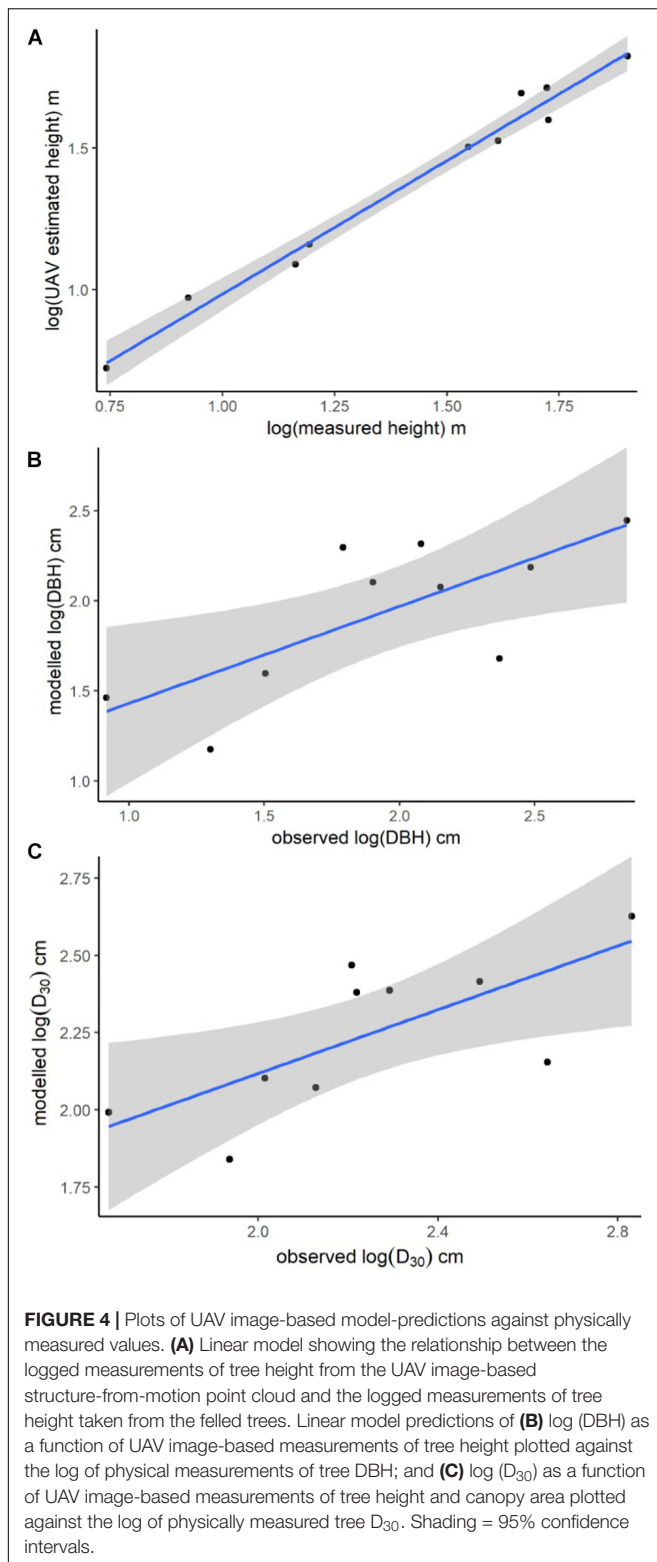 A
log(UAV estimated height) m
1.5
1.0
0.75
1.00
1.25
1.50
1.75
log(measured height) m
B
modelled log(DBH) cm
2.5
2.0
1.5
1.0
1.0
1.5
2.0
2.5
observed log(DBH) cm
C
modelled log(D30) cm
2.75
2.50
2.25
2.00
1.75
2.0
2.4
2.8
observed log(D30) cm
FIGURE 4 | Plots of UAV image-based model-predictions against physically
measured values. (A) Linear model showing the relationship between the
logged measurements of tree height from the UAV image-based
structure-from-motion point cloud and the logged measurements of tree
height taken from the felled trees. Linear model predictions of (B) log (DBH) as
a function of UAV image-based measurements of tree height plotted against
the log of physical measurements of tree DBH; and (C) log (D30) as a function
of UAV image-based measurements of tree height and canopy area plotted
against the log of physically measured tree D30. Shading = 95% confidence
intervals.